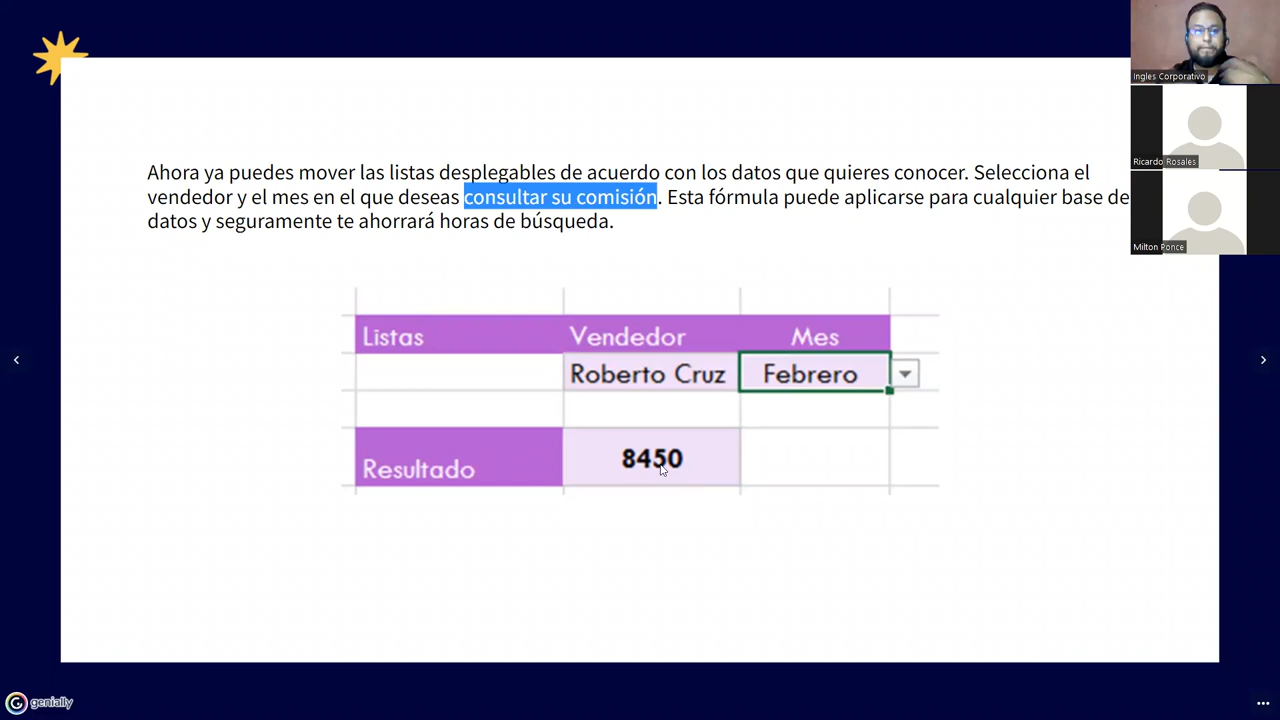 Ahora ya puedes mover las listas desplegables de acuerdo con los datos que quieres conocer. Selecciona el
vendedor y el mes en el que deseas consultar su comisión. Esta fórmula puede aplicarse para cualquier base de
datos y seguramente te ahorrará horas de búsqueda.
Listas Vendedor Mes
Roberto Cruz Febrero
Resultado 8450
Ingles Corporativo
Ricardo Rosales
Milton Ponce
genially